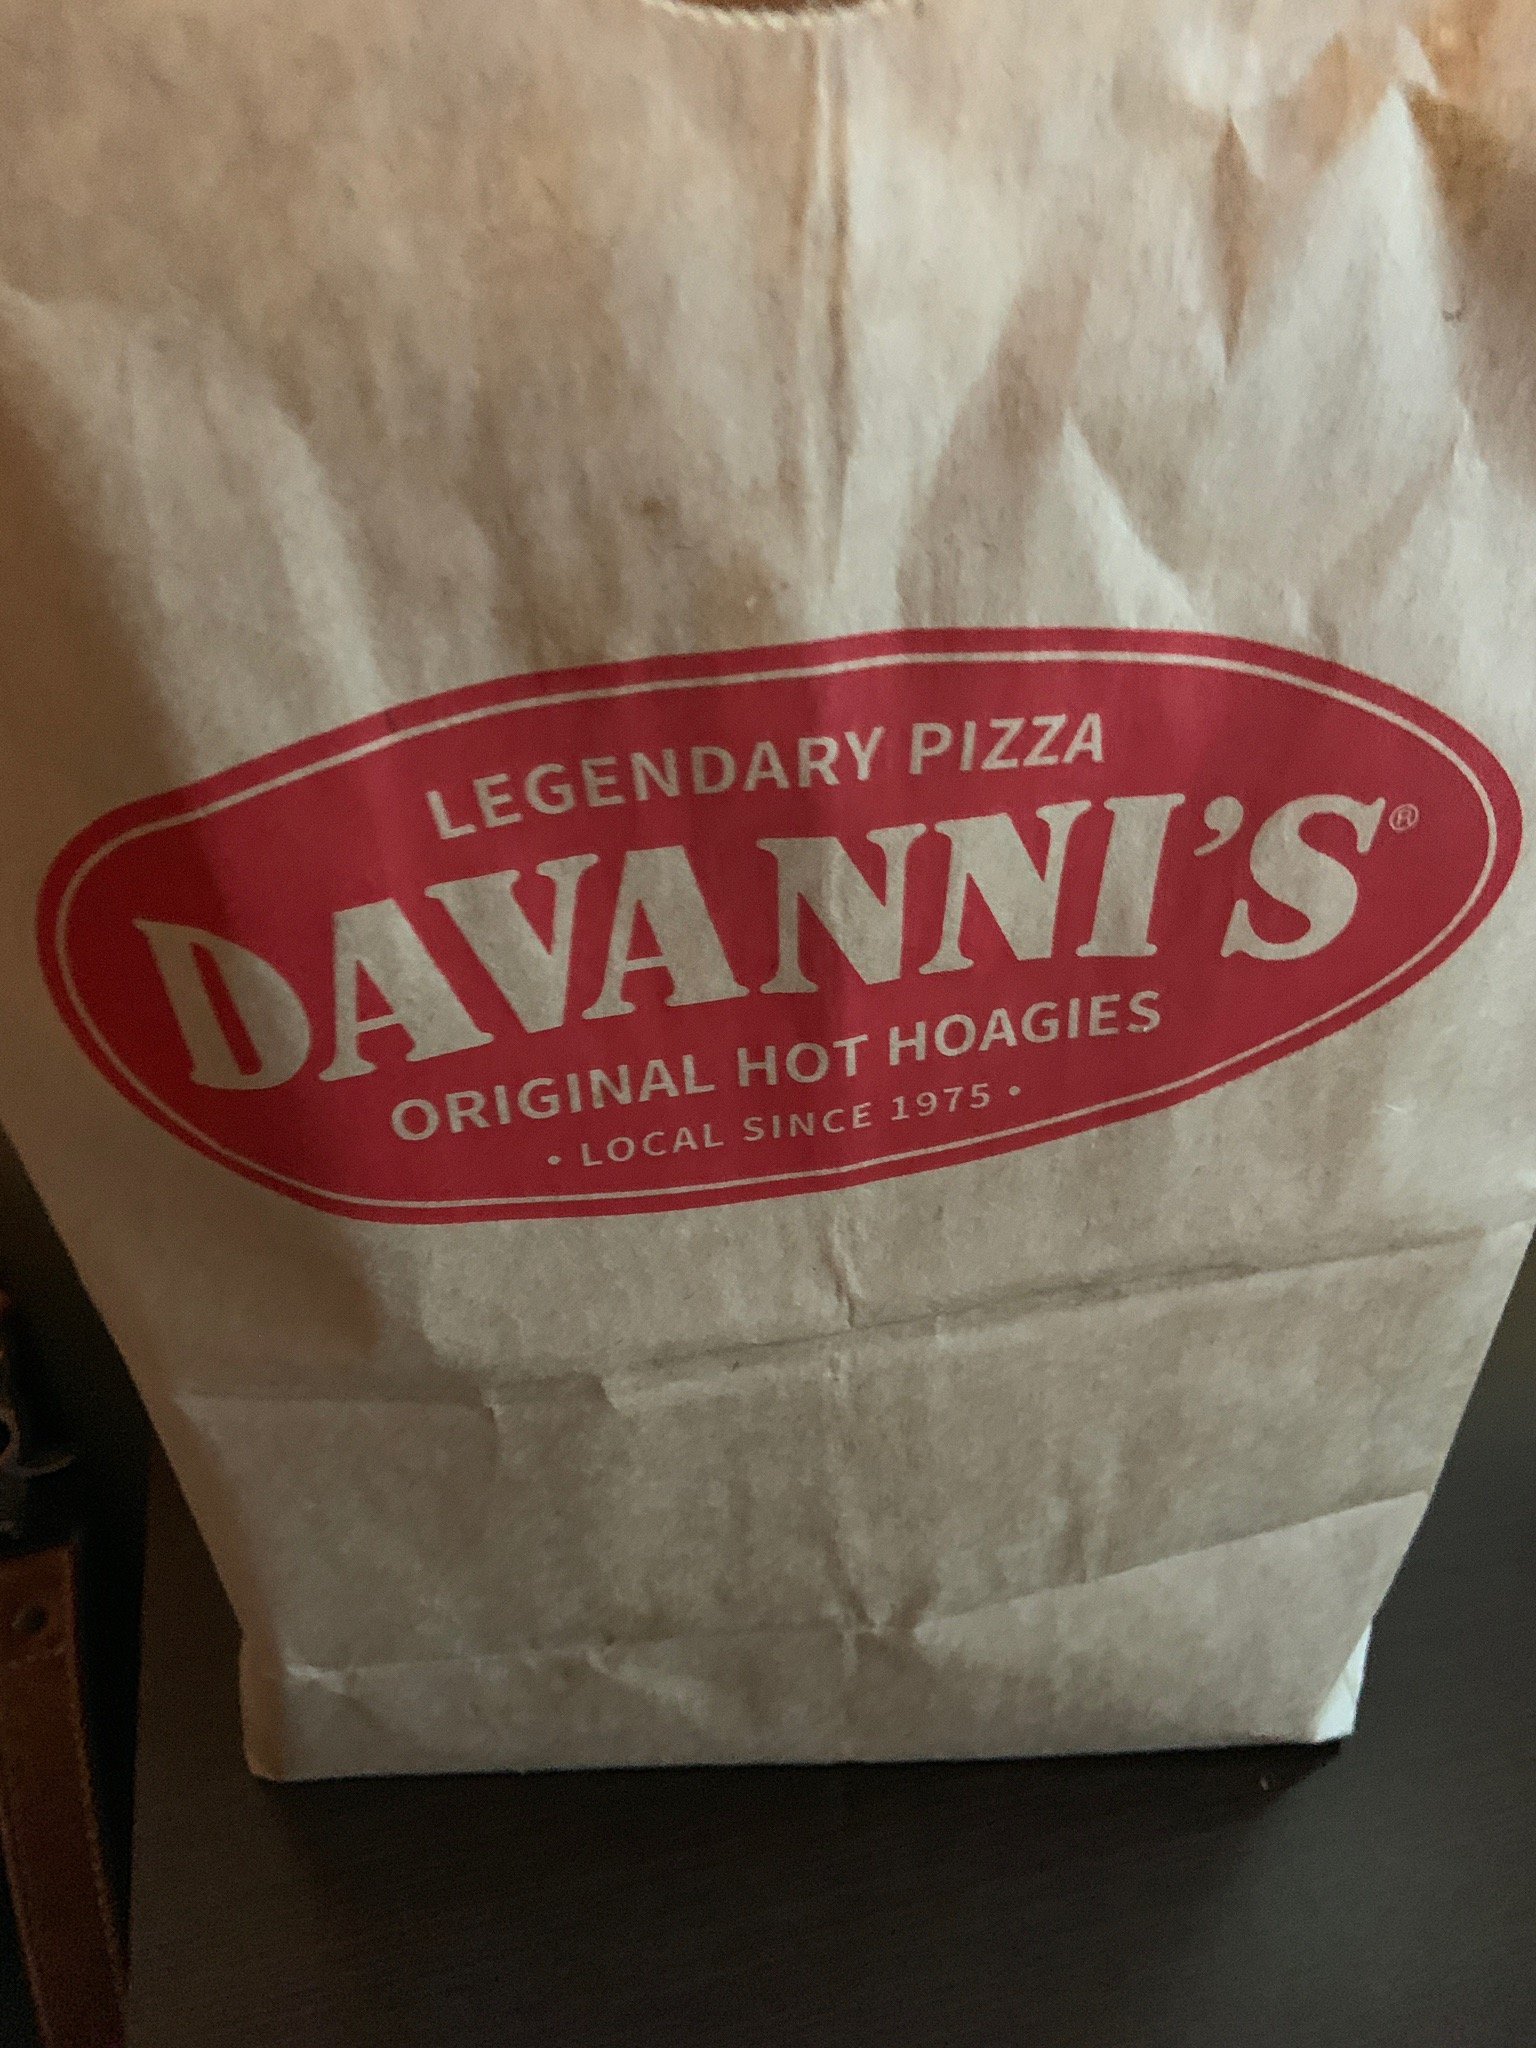 LEGENDARY PIZZA
DAVANNI'S®
ORIGINAL HOT HOAGIES
• LOCAL SINCE 1975 •